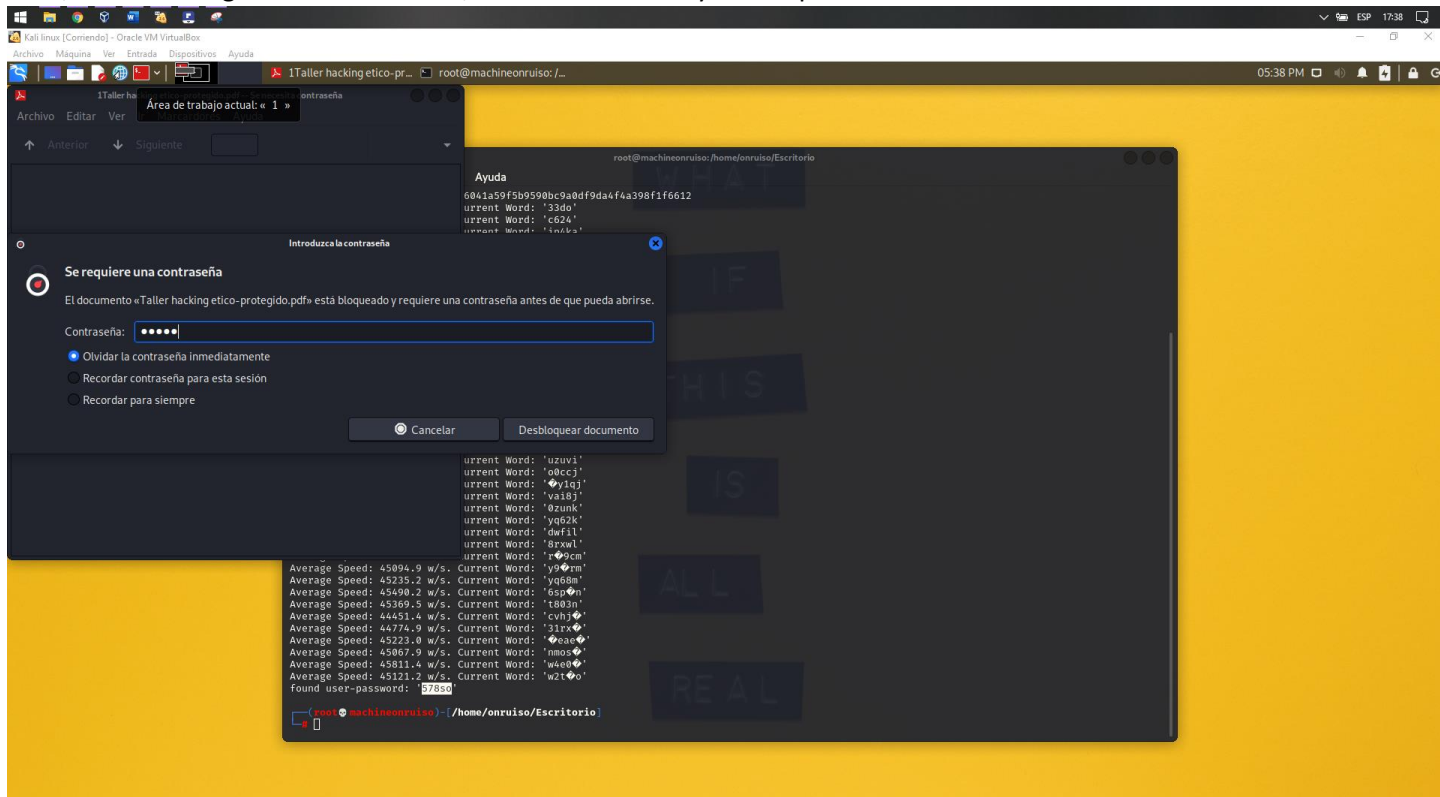 ESP 17:38
Kali linux [Corriendo] - Oracle VM VirtualBox
Archivo Máquina Ver Entrada Dispositivos Ayuda
1Taller hacking etico-pr... root@machineonruiso: /...
05:38 PM
Área de trabajo actual: « 1 »
Archivo Editar Ver Ir Marcardores Ayuda
Anterior Siguiente
root@machineonruiso: /home/onruiso/Escritorio
Ayuda
6041a59f5b9590bc9a0df9da4f4a398f1f6612
urrent Word: '33do'
urrent Word: 'c624'
urrent Word: 'in4ka'
Introduzca la contraseña
Se requiere una contraseña
El documento «Taller hacking etico-protegido.pdf» está bloqueado y requiere una contraseña antes de que pueda abrirse.
Contraseña: •••••
Olvidar la contraseña inmediatamente
Recordar contraseña para esta sesión
Recordar para siempre
Cancelar Desbloquear documento
urrent Word: 'uzuvi'
urrent Word: 'o0ccj'
urrent Word: '�y1qj'
urrent Word: 'vai8j'
urrent Word: '0zunk'
urrent Word: 'yq62k'
urrent Word: 'dwfil'
urrent Word: '8rxwl'
urrent Word: 'r�9cm'
Average Speed: 45094.9 w/s. Current Word: 'y9�rm'
Average Speed: 45235.2 w/s. Current Word: 'yq68m'
Average Speed: 45490.2 w/s. Current Word: '6sp�n'
Average Speed: 45369.5 w/s. Current Word: 't803n'
Average Speed: 44451.4 w/s. Current Word: 'cvhj�'
Average Speed: 44774.9 w/s. Current Word: '31rx�'
Average Speed: 45223.0 w/s. Current Word: '�eae�'
Average Speed: 45067.9 w/s. Current Word: 'nmos�'
Average Speed: 45811.4 w/s. Current Word: 'w4e0�'
Average Speed: 45121.2 w/s. Current Word: 'w2t�o'
found user-password: '578so'
(root💀machineonruiso)-[/home/onruiso/Escritorio]
#
WHAT
IF
THIS
IS
ALL
REAL